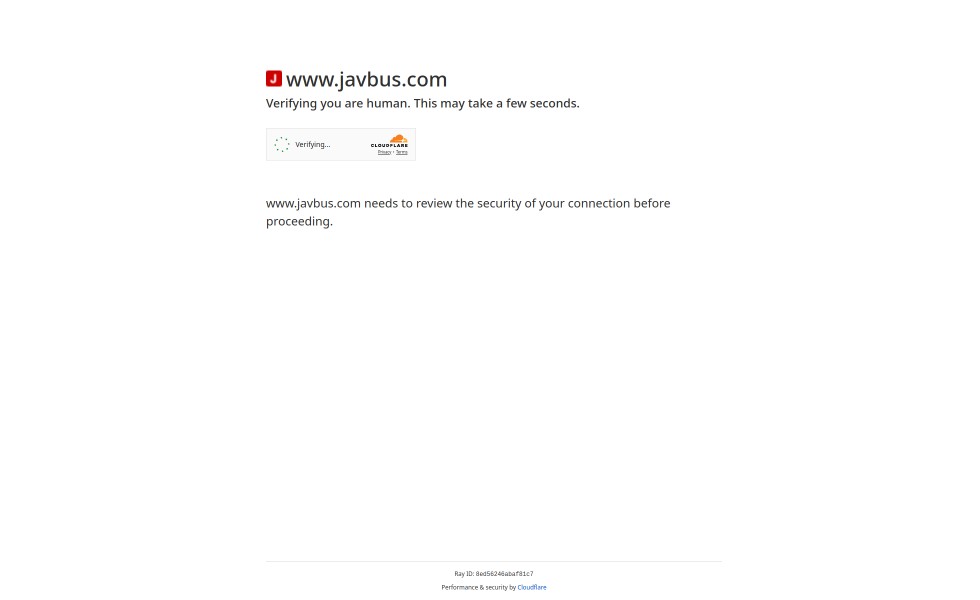 J www.javbus.com
Verifying you are human. This may take a few seconds.
Verifying...
CLOUDFLARE
Privacy • Terms
www.javbus.com needs to review the security of your connection before
proceeding.
Ray ID: 8ed56246abaf81c7
Performance & security by Cloudflare